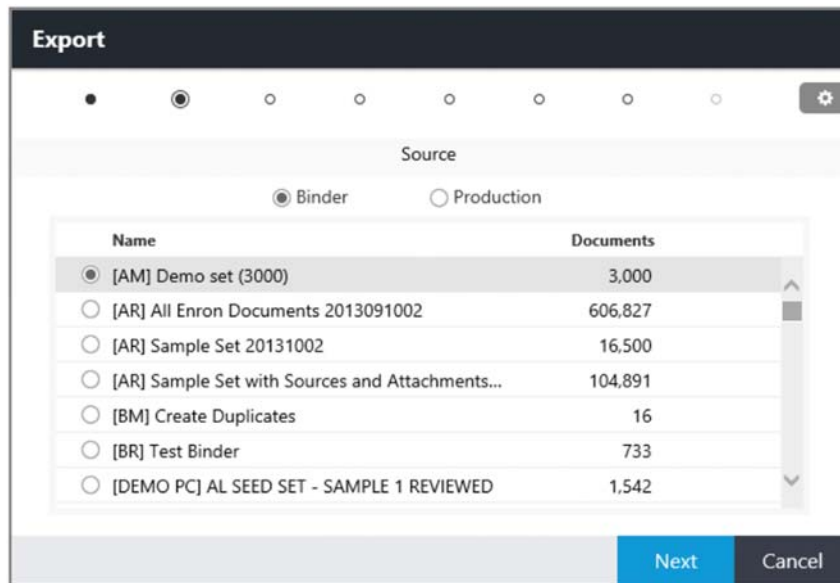 Export
Source
Binder Production
Name Documents
[AM] Demo set (3000) 3,000
[AR] All Enron Documents 2013091002 606,827
[AR] Sample Set 20131002 16,500
[AR] Sample Set with Sources and Attachments... 104,891
[BM] Create Duplicates 16
[BR] Test Binder 733
[DEMO PC] AL SEED SET - SAMPLE 1 REVIEWED 1,542
Next Cancel